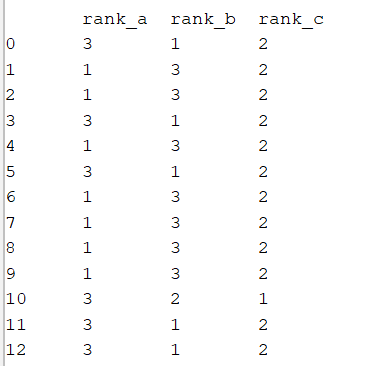 rank_a rank_b rank_c
0 3 1 2
1 1 3 2
2 1 3 2
3 3 1 2
4 1 3 2
5 3 1 2
6 1 3 2
7 1 3 2
8 1 3 2
9 1 3 2
10 3 2 1
11 3 1 2
12 3 1 2